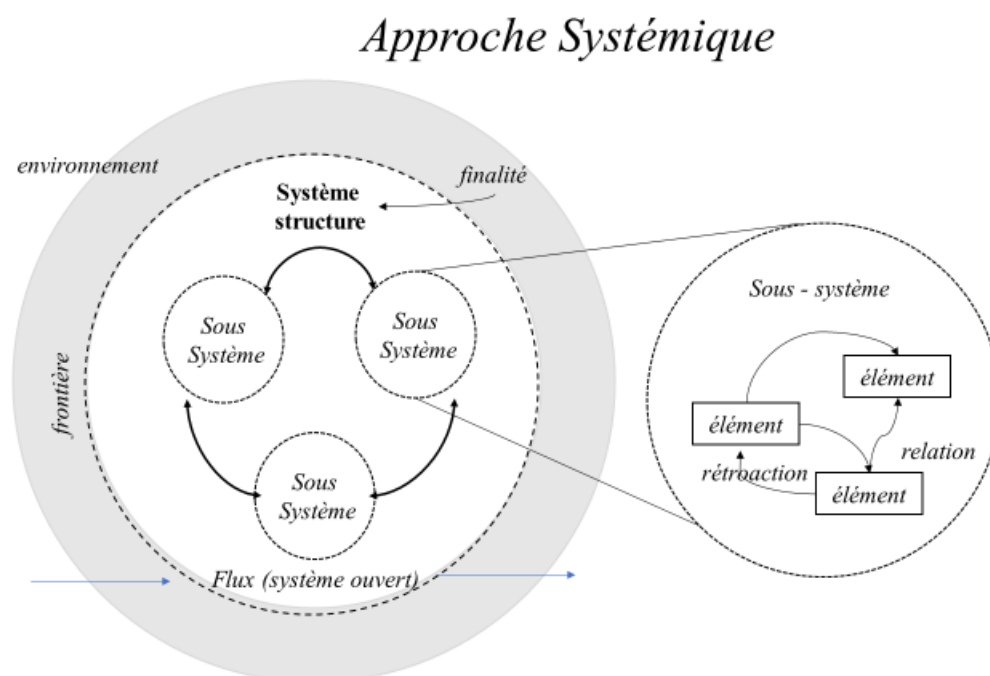 Approche Systémique
environnement
finalité
Système
structure
Sous
Système
Sous
Système
frontière
Sous
Système
Flux (système ouvert)
Sous - système
élément
élément
relation
rétroaction
élément